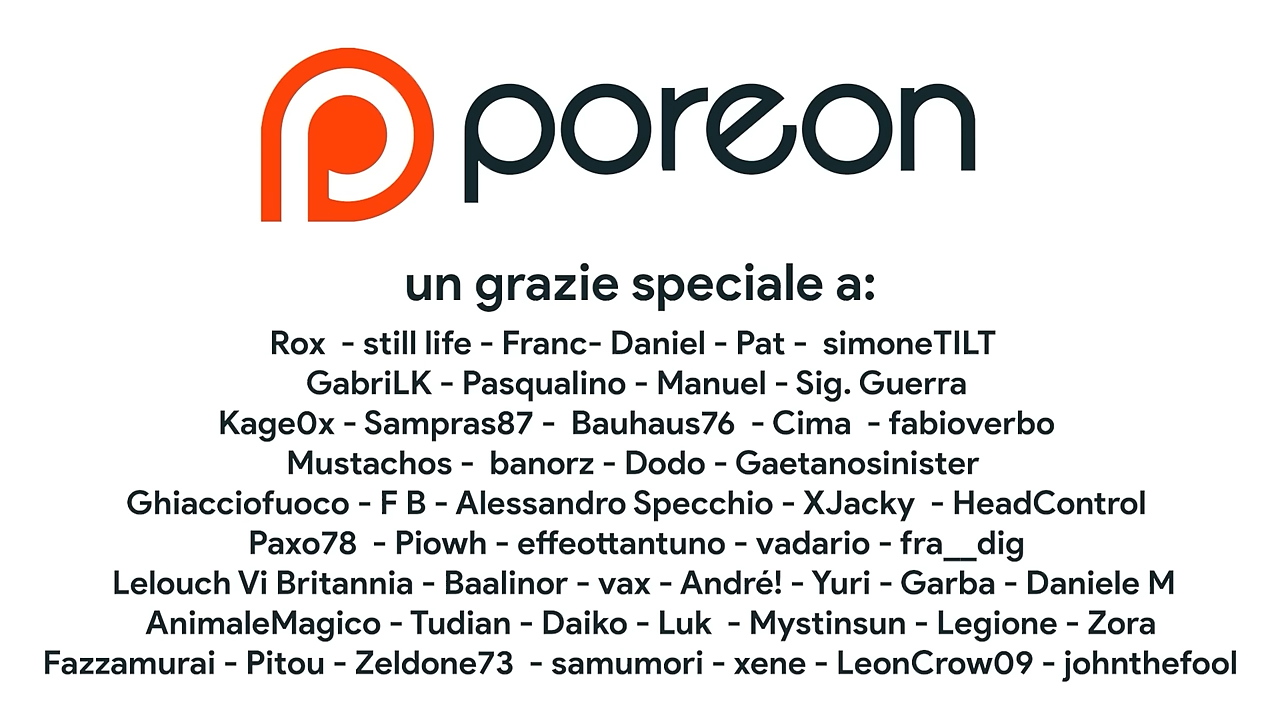 poreon
un grazie speciale a:
Rox - still life - Franc- Daniel - Pat - simoneTILT
GabriLK - Pasqualino - Manuel - Sig. Guerra
Kage0x - Sampras87 - Bauhaus76 - Cima - fabioverbo
Mustachos - banorz - Dodo - Gaetanosinister
Ghiacciofuoco - F B - Alessandro Specchio - XJacky - HeadControl
Paxo78 - Piowh - effeottantuno - vadario - fra__dig
Lelouch Vi Britannia - Baalinor - vax - André! - Yuri - Garba - Daniele M
AnimaleMagico - Tudian - Daiko - Luk - Mystinsun - Legione - Zora
Fazzamurai - Pitou - Zeldone73 - samumori - xene - LeonCrow09 - johnthefool